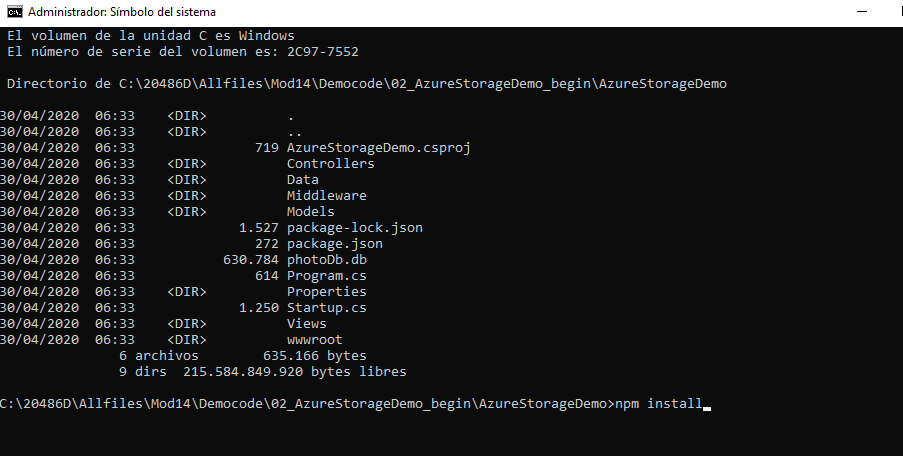 Administrador: Símbolo del sistema
El volumen de la unidad C es Windows
El número de serie del volumen es: 2C97-7552
Directorio de C:\20486D\Allfiles\Mod14\Democode\02_AzureStorageDemo_begin\AzureStorageDemo
30/04/2020  06:33    <DIR>          .
30/04/2020  06:33    <DIR>          ..
30/04/2020  06:33               719 AzureStorageDemo.csproj
30/04/2020  06:33    <DIR>          Controllers
30/04/2020  06:33    <DIR>          Data
30/04/2020  06:33    <DIR>          Middleware
30/04/2020  06:33    <DIR>          Models
30/04/2020  06:33             1.527 package-lock.json
30/04/2020  06:33               272 package.json
30/04/2020  06:33           630.784 photoDb.db
30/04/2020  06:33               614 Program.cs
30/04/2020  06:33    <DIR>          Properties
30/04/2020  06:33             1.250 Startup.cs
30/04/2020  06:33    <DIR>          Views
30/04/2020  06:33    <DIR>          wwwroot
6 archivos        635.166 bytes
9 dirs  215.584.849.920 bytes libres
C:\20486D\Allfiles\Mod14\Democode\02_AzureStorageDemo_begin\AzureStorageDemo>npm install